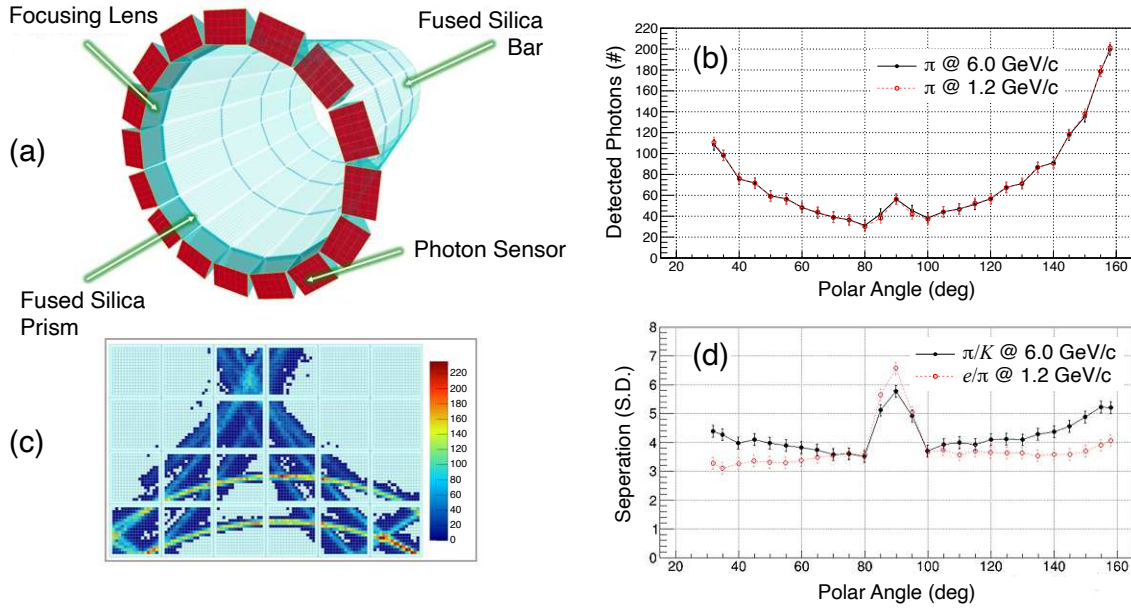 Focusing Lens
Fused Silica
Bar
(a)
Photon Sensor
Fused Silica
Prism
(b)
π @ 6.0 GeV/c
π @ 1.2 GeV/c
Detected Photons (#)
220
200
180
160
140
120
100
80
60
40
20
0
20 40 60 80 100 120 140 160
Polar Angle (deg)
(c)
220
200
180
160
140
120
100
80
60
40
20
0
(d)
π/K @ 6.0 GeV/c
e/π @ 1.2 GeV/c
Seperation (S.D.)
8
7
6
5
4
3
2
1
0
20 40 60 80 100 120 140 160
Polar Angle (deg)